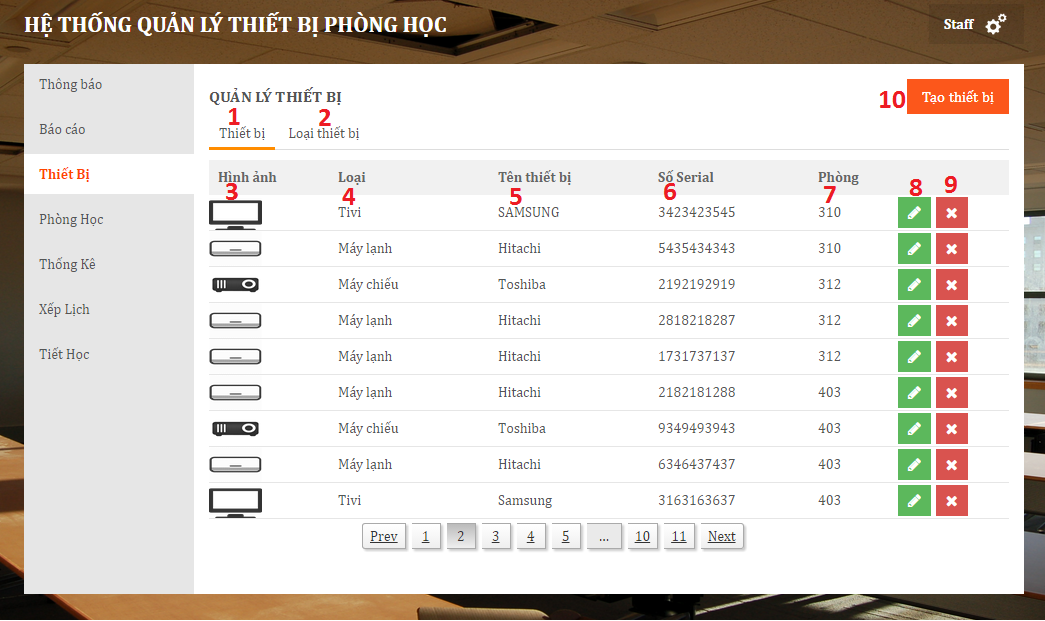 HỆ THỐNG QUẢN LÝ THIẾT BỊ PHÒNG HỌC
Staff
Thông báo
Báo cáo
Thiết Bị
Phòng Học
Thống Kê
Xếp Lịch
Tiết Học
QUẢN LÝ THIẾT BỊ
10 Tạo thiết bị
1 2
Thiết bị Loại thiết bị
Hình ảnh Loại Tên thiết bị Số Serial Phòng
3 4 5 6 7 8 9
Tivi SAMSUNG 3423423545 310
Máy lạnh Hitachi 5435434343 310
Máy chiếu Toshiba 2192192919 312
Máy lạnh Hitachi 2818218287 312
Máy lạnh Hitachi 1731737137 312
Máy lạnh Hitachi 2182181288 403
Máy chiếu Toshiba 9349493943 403
Máy lạnh Hitachi 6346437437 403
Tivi Samsung 3163163637 403
Prev 1 2 3 4 5 ... 10 11 Next